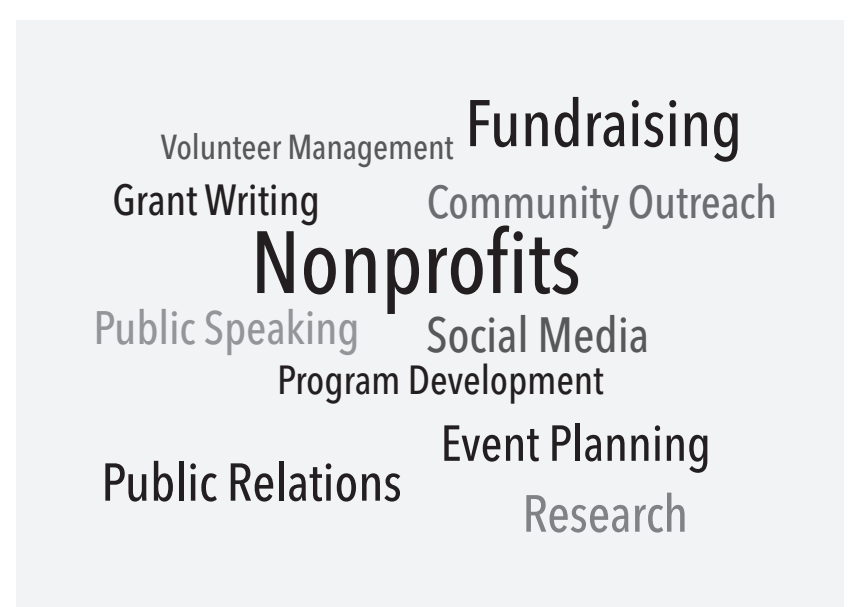 Fundraising
Volunteer Management
Grant Writing
Community Outreach
Nonprofits
Public Speaking
Social Media
Program Development
Event Planning
Public Relations
Research